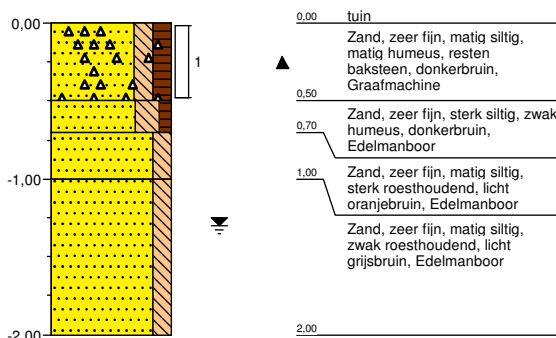 0,00
-1,00
-2,00
1
0,00
tuin
Zand, zeer fijn, matig siltig,
matig humeus, resten
baksteen, donkerbruin,
Graafmachine
0,50
Zand, zeer fijn, sterk siltig, zwak
humeus, donkerbruin,
Edelmanboor
0,70
Zand, zeer fijn, matig siltig,
sterk roesthoudend, licht
oranjebruin, Edelmanboor
1,00
Zand, zeer fijn, matig siltig,
zwak roesthoudend, licht
grijsbruin, Edelmanboor
2,00